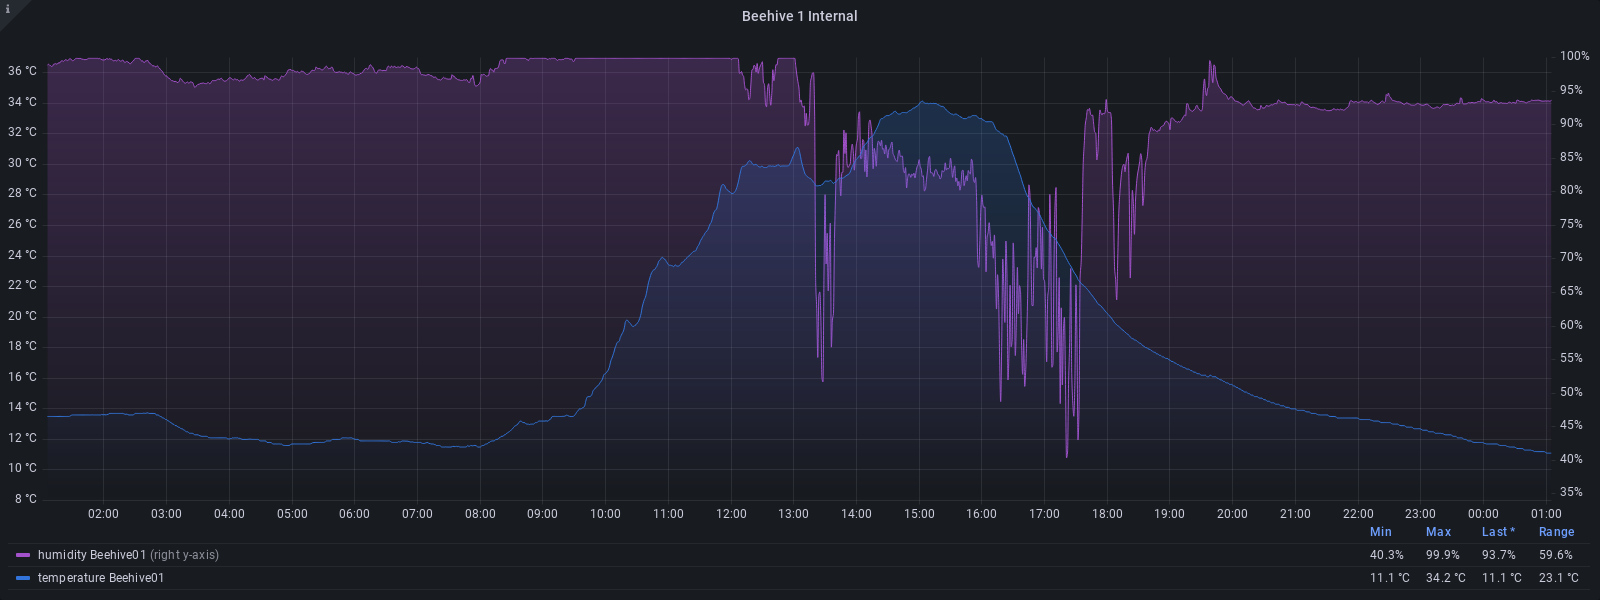 i
Beehive 1 Internal
36 °C
34 °C
32 °C
30 °C
28 °C
26 °C
24 °C
22 °C
20 °C
18 °C
16 °C
14 °C
12 °C
10 °C
8 °C
100%
95%
90%
85%
80%
75%
70%
65%
60%
55%
50%
45%
40%
35%
02:00 03:00 04:00 05:00 06:00 07:00 08:00 09:00 10:00 11:00 12:00 13:00 14:00 15:00 16:00 17:00 18:00 19:00 20:00 21:00 22:00 23:00 00:00 01:00
Min Max Last * Range
humidity Beehive01 (right y-axis) 40.3% 99.9% 93.7% 59.6%
temperature Beehive01 11.1 °C 34.2 °C 11.1 °C 23.1 °C